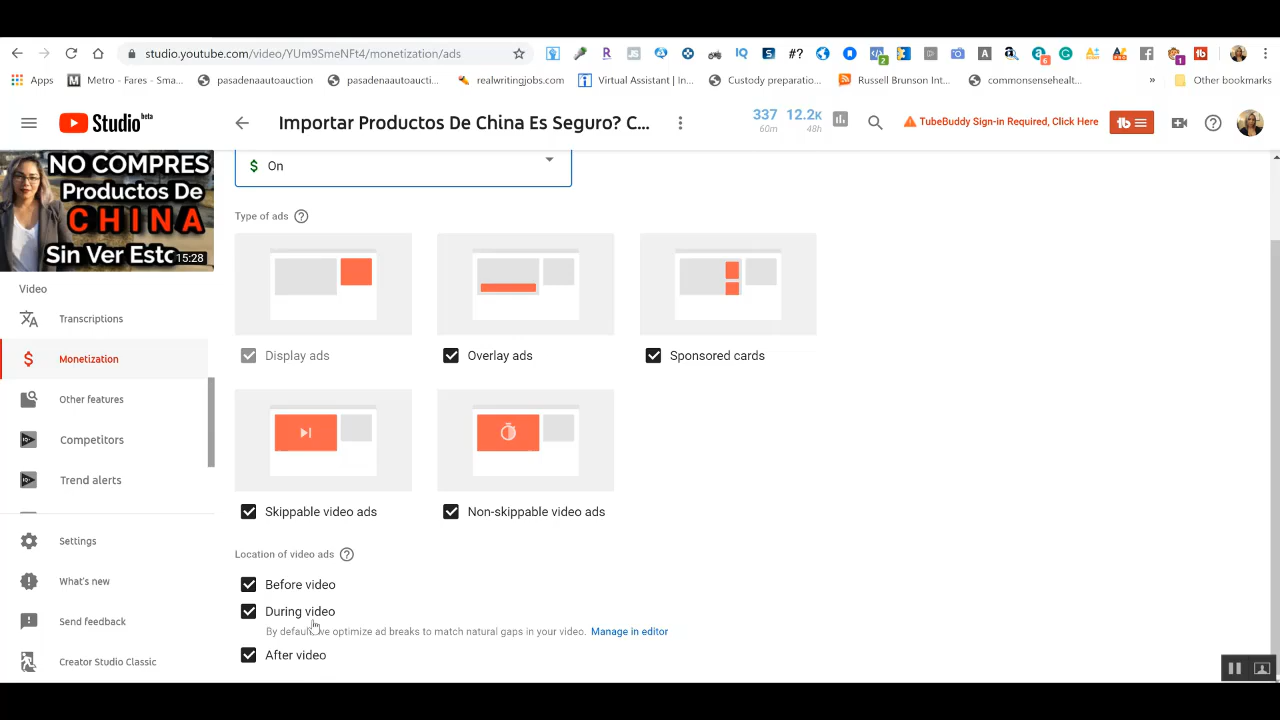 studio.youtube.com/video/YUm9SmeNFt4/monetization/ads
Apps
Metro - Fares - Sma...
pasadenaautoauction
pasadenaautoaucti...
realwritingjobs.com
Virtual Assistant | In...
Custody preparatio...
Russell Brunson Int...
commonsensehealt...
»
Other bookmarks
Studio beta
Importar Productos De China Es Seguro? C...
337
60m
12.2K
48h
TubeBuddy Sign-in Required, Click Here
NO COMPRES
Productos De
CHINA
Sin Ver Esto
15:28
Video
Transcriptions
Monetization
Other features
Competitors
Trend alerts
Settings
What's new
Send feedback
Creator Studio Classic
$ On
Type of ads
Display ads
Overlay ads
Sponsored cards
Skippable video ads
Non-skippable video ads
Location of video ads
Before video
During video
By default, we optimize ad breaks to match natural gaps in your video. Manage in editor
After video